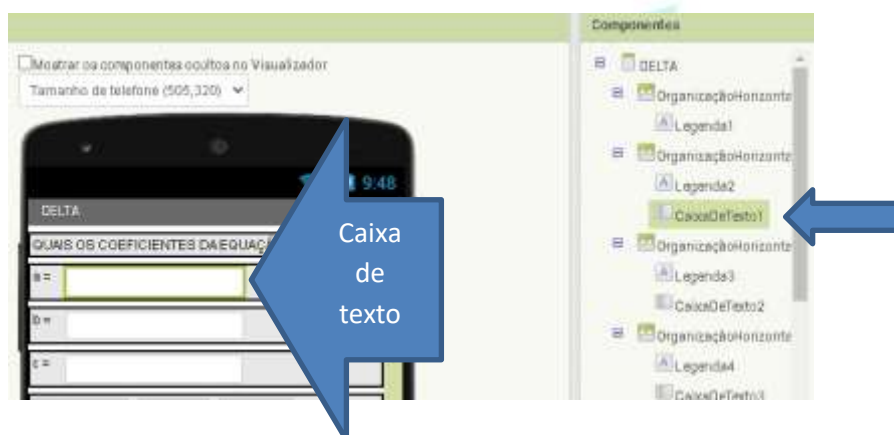 Componentes
Mostrar os componentes ocultos no Visualizador
Tamanho de telefone (505,320)
DELTA
OrganizaçãoHorizonta
Legenda1
OrganizaçãoHorizonta
Legenda2
CaixaDeTexto1
OrganizaçãoHorizonta
Legenda3
CaixaDeTexto2
OrganizaçãoHorizonta
Legenda4
CaixaDeTexto3
9:48
DELTA
QUAIS OS COEFICIENTES DA EQUAÇ
a =
b =
c =
Caixa
de
texto